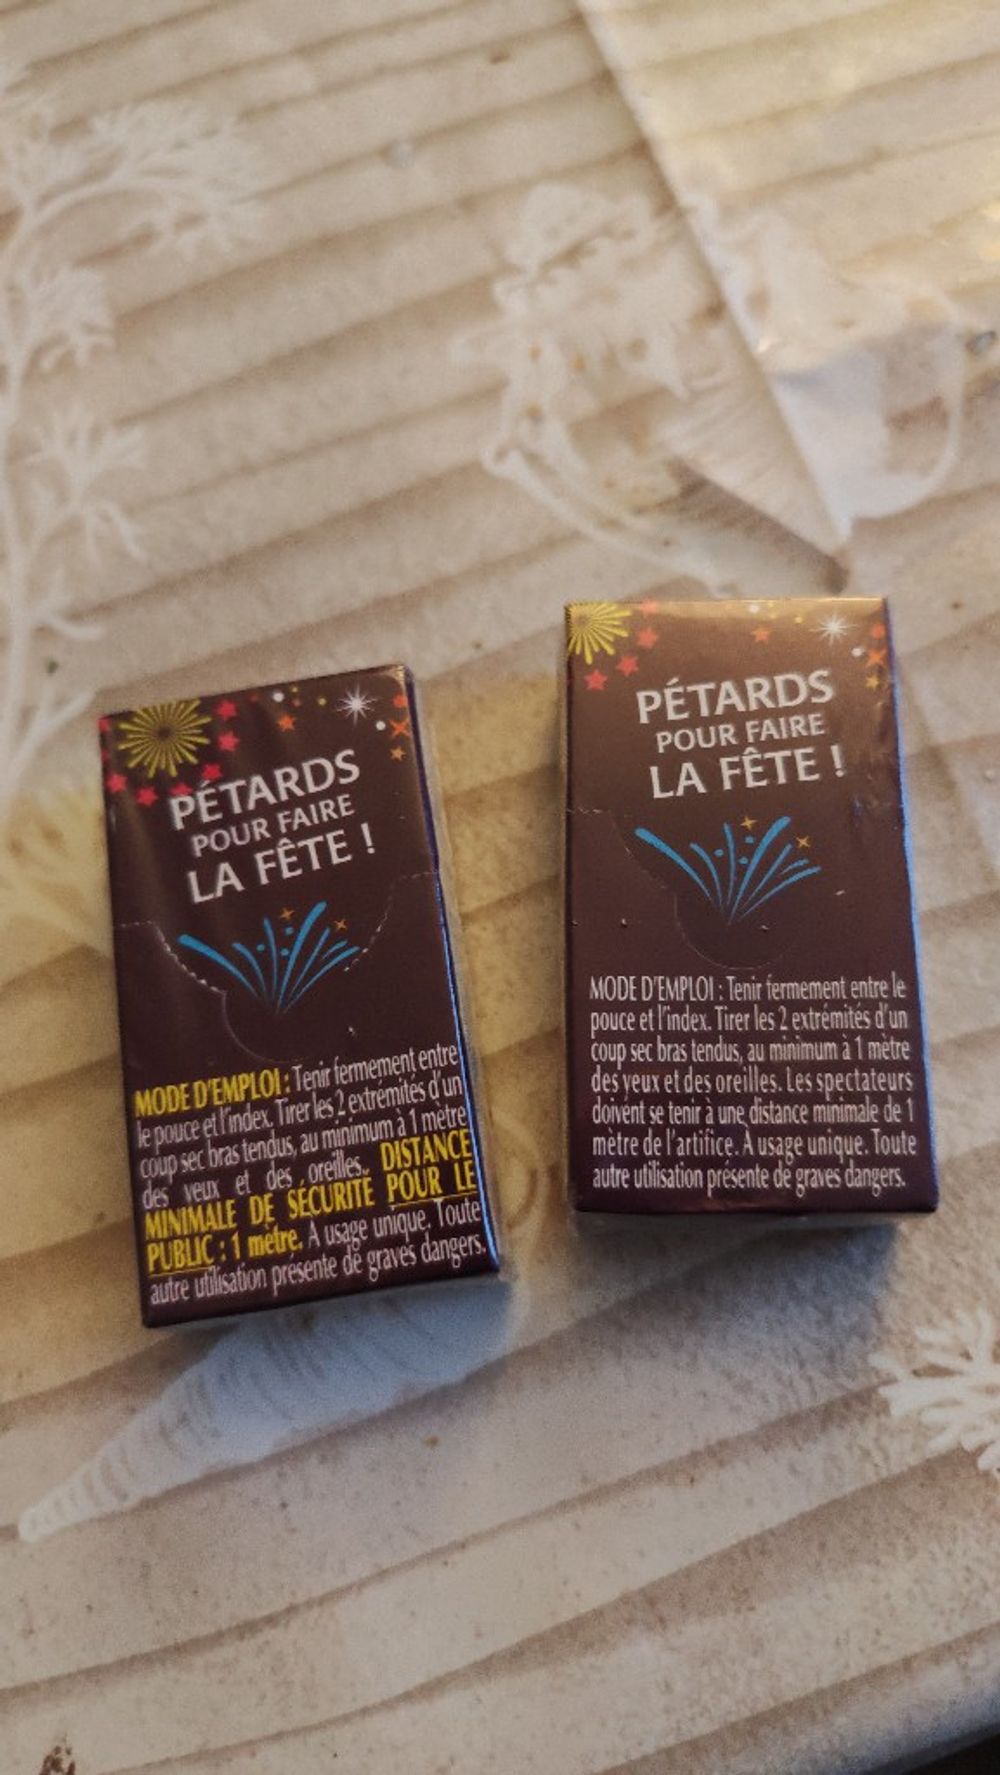 PÉTARDS
POUR FAIRE
LA FÊTE !
MODE D'EMPLOI : Tenir fermement entre
le pouce et l'index. Tirer les 2 extrémités d'un
coup sec bras tendus, au minimum à 1 mètre
des yeux et des oreilles. DISTANCE
MINIMALE DE SÉCURITÉ POUR LE
PUBLIC : 1 mètre. À usage unique. Toute
autre utilisation présente de graves dangers.
PÉTARDS
POUR FAIRE
LA FÊTE !
MODE D'EMPLOI : Tenir fermement entre le
pouce et l'index. Tirer les 2 extrémités d'un
coup sec bras tendus, au minimum à 1 mètre
des yeux et des oreilles. Les spectateurs
doivent se tenir à une distance minimale de 1
mètre de l'artifice. À usage unique. Toute
autre utilisation présente de graves dangers.